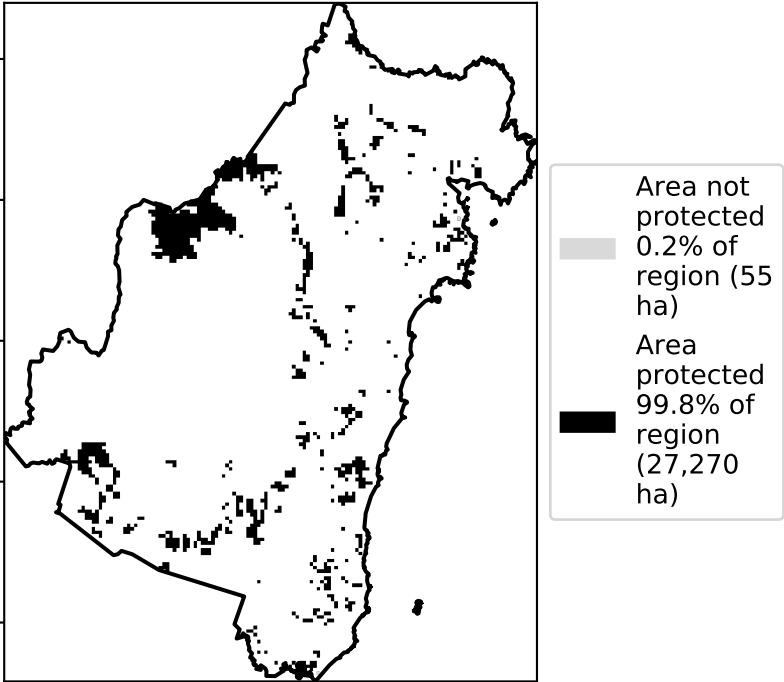 Area not
protected
0.2% of
region (55
ha)
Area
protected
99.8% of
region
(27,270
ha)